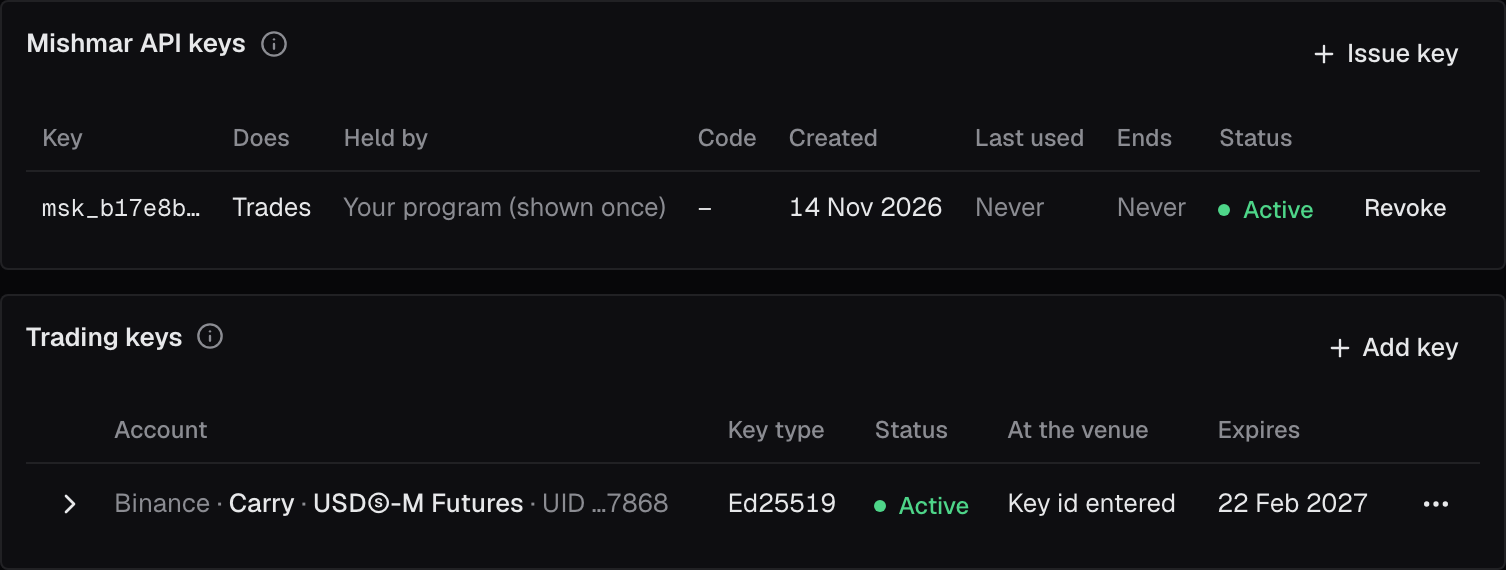 Mishmar API keys
+ Issue key
Key Does Held by Code Created Last used Ends Status
msk_b17e8b… Trades Your program (shown once) – 14 Nov 2026 Never Never Active Revoke
Trading keys
+ Add key
Account Key type Status At the venue Expires
Binance · Carry · USDⓈ-M Futures · UID …7868 Ed25519 Active Key id entered 22 Feb 2027